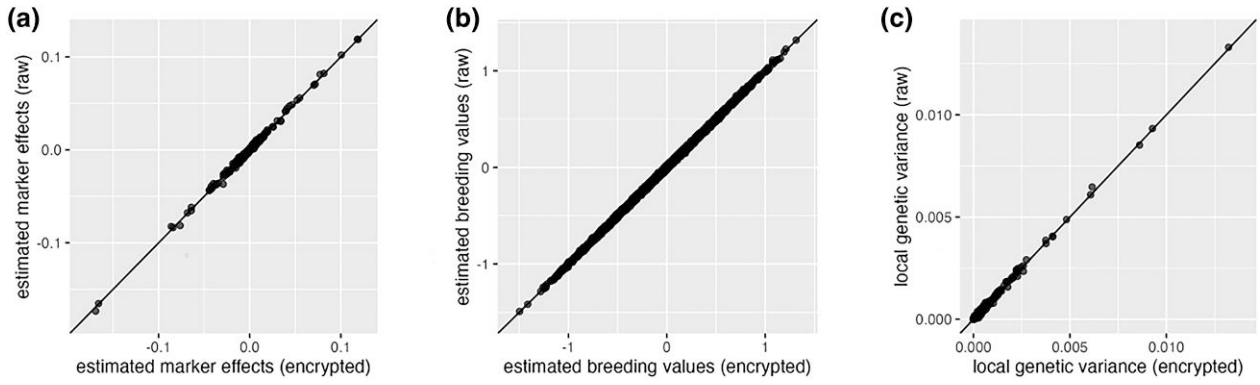 (a)
estimated marker effects (raw)
0.1
0.0
-0.1
-0.1
0.0
0.1
estimated marker effects (encrypted)
(b)
estimated breeding values (raw)
1
0
-1
-1
0
1
estimated breeding values (encrypted)
(c)
local genetic variance (raw)
0.010
0.005
0.000
0.000
0.005
0.010
local genetic variance (encrypted)